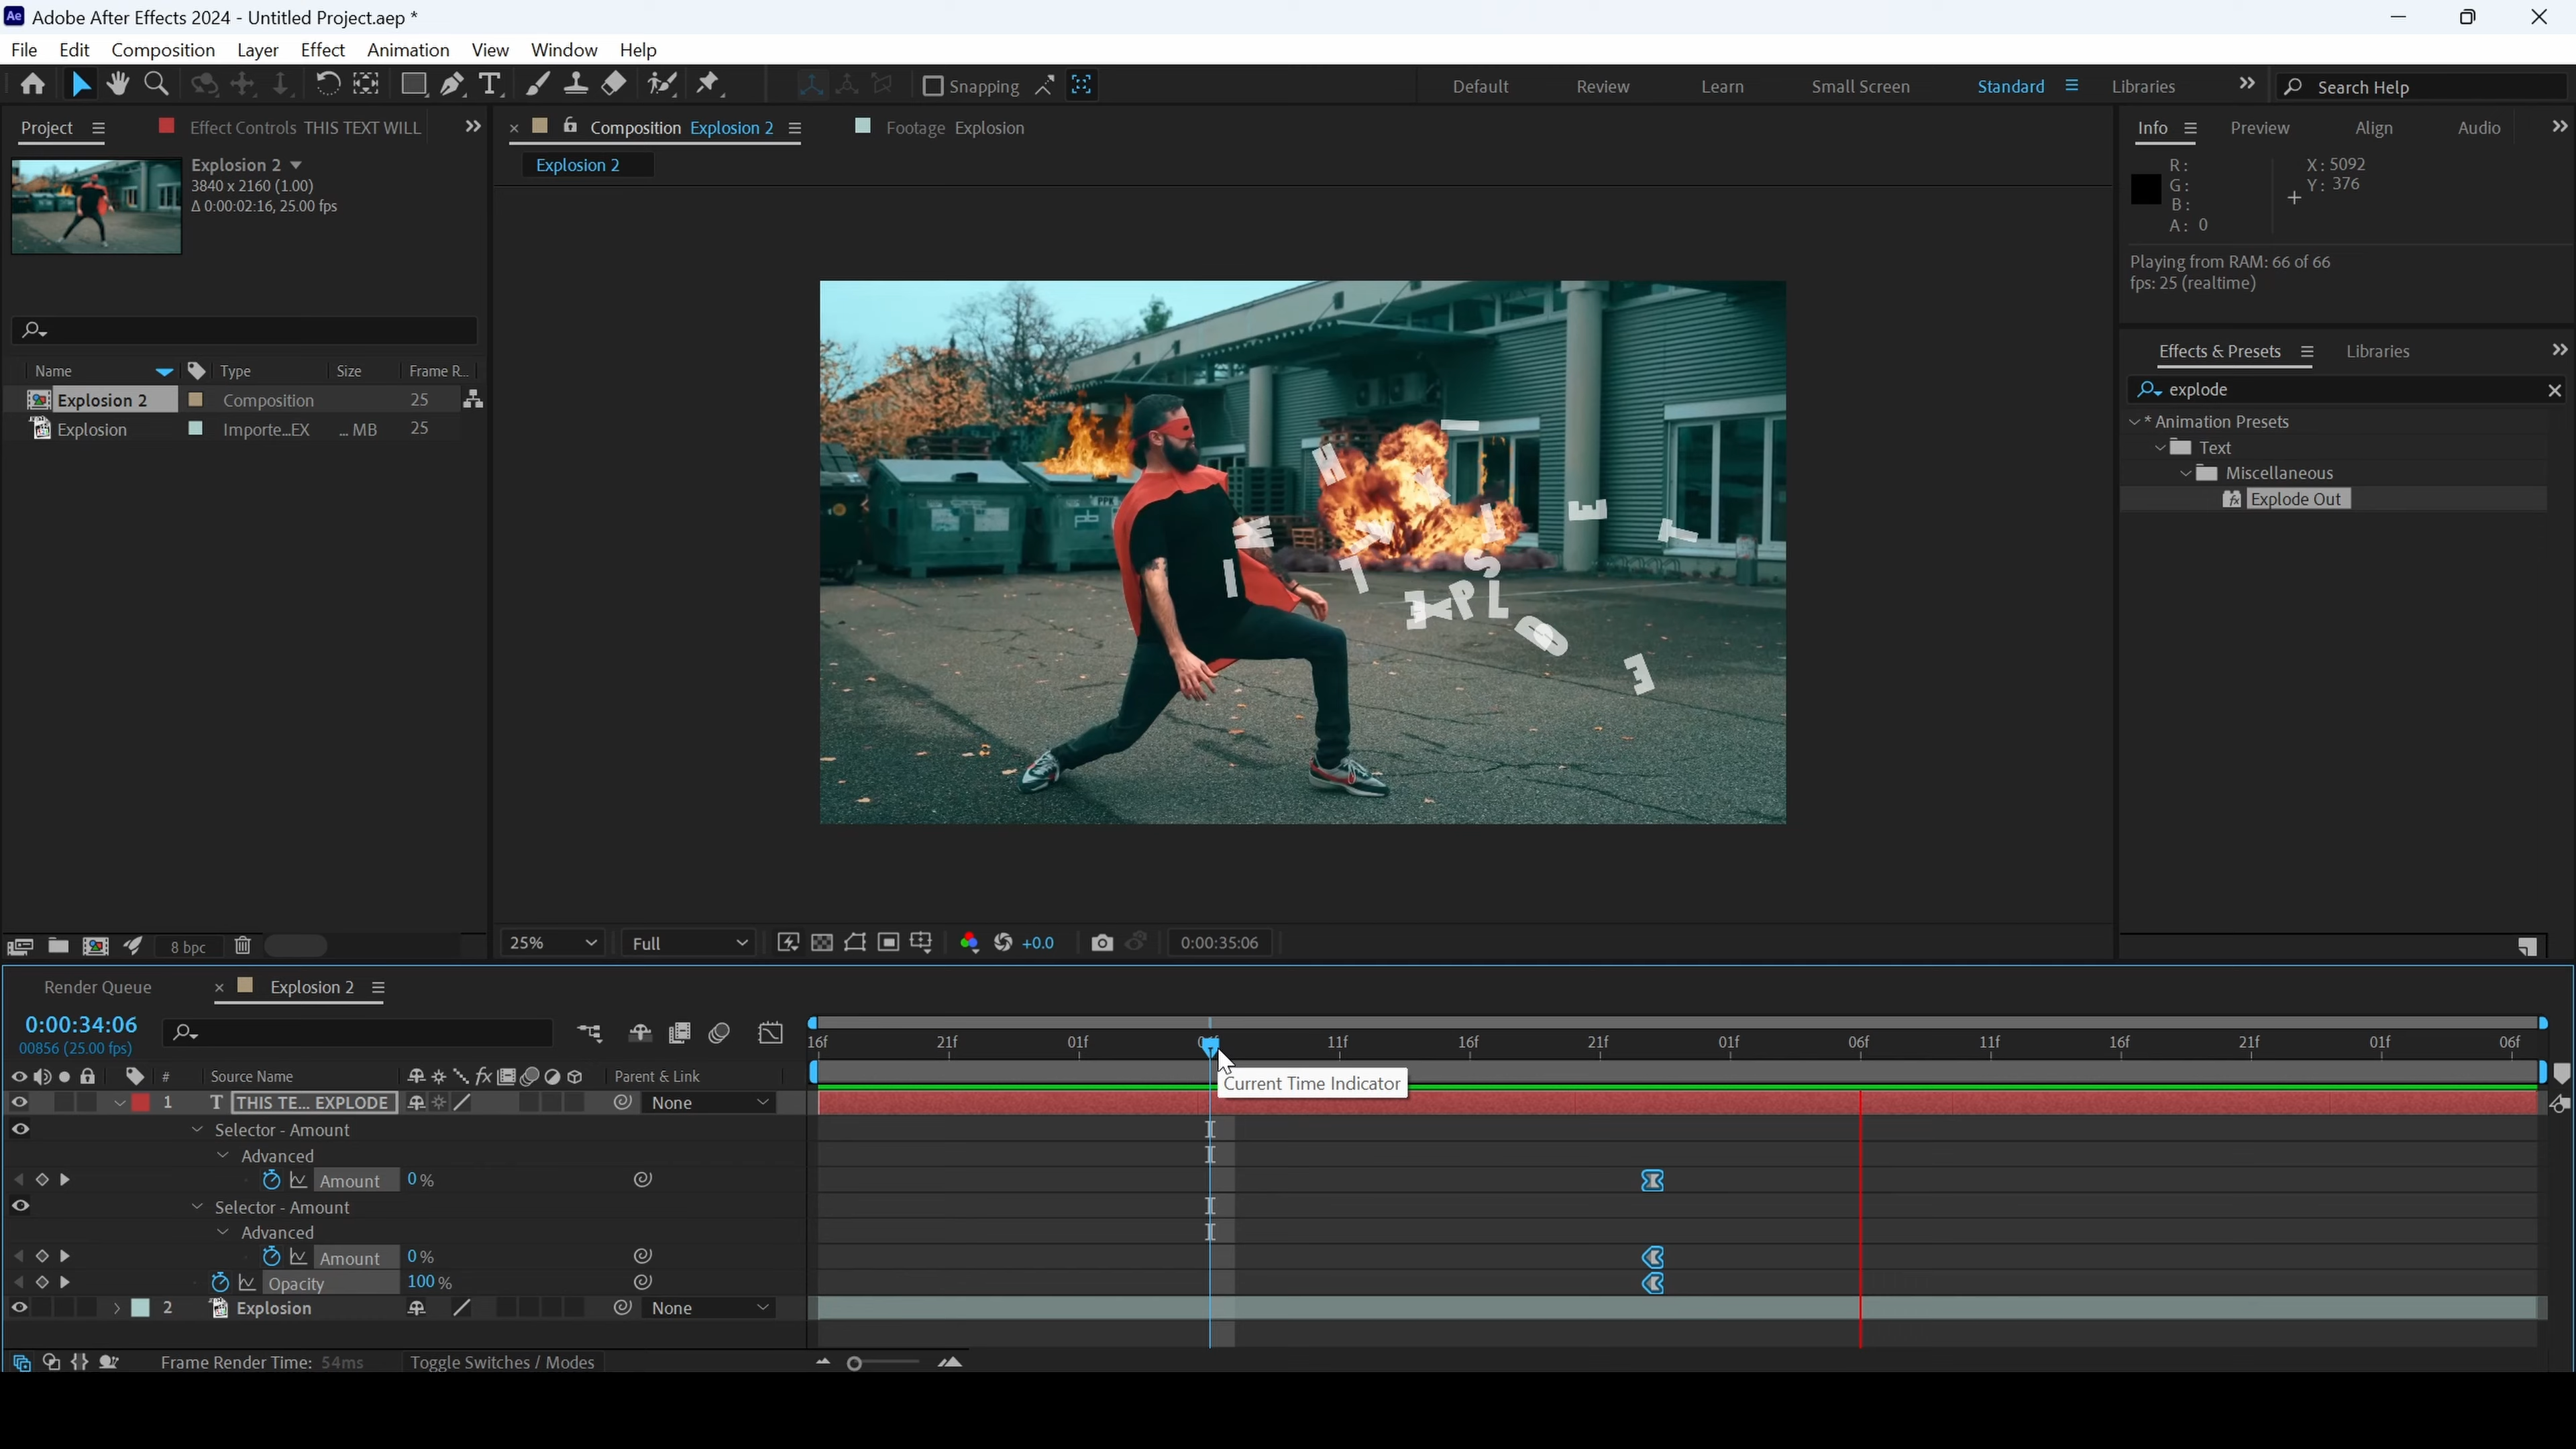 Ae Adobe After Effects 2024 - Untitled Project.aep *
File Edit Composition Layer Effect Animation View Window Help
Snapping Default Review Learn Small Screen Standard Libraries Search Help
Project Effect Controls THIS TEXT WILL
Explosion 2
3840 x 2160 (1.00)
Δ 0:00:02:16, 25.00 fps
Name Type Size Frame R...
Explosion 2 Composition 25
Explosion Importe...EX ... MB 25
8 bpc
Composition Explosion 2 Footage Explosion
Explosion 2
PPK
pb
25% Full +0.0 0:00:35:06
Info Preview Align Audio
R: X: 5092
G: Y: 376
B:
A: 0
Playing from RAM: 66 of 66
fps: 25 (realtime)
Effects & Presets Libraries
explode
* Animation Presets
Text
Miscellaneous
Explode Out
Render Queue Explosion 2
0:00:34:06
00856 (25.00 fps)
16f 21f 01f 11f 16f 21f 01f 06f 11f 16f 21f 01f 06f
# Source Name fx Parent & Link
Current Time Indicator
1 T THIS TE... EXPLODE None
Selector - Amount
Advanced
Amount 0 %
Selector - Amount
Advanced
Amount 0 %
Opacity 100 %
2 Explosion None
Frame Render Time: 54ms Toggle Switches / Modes